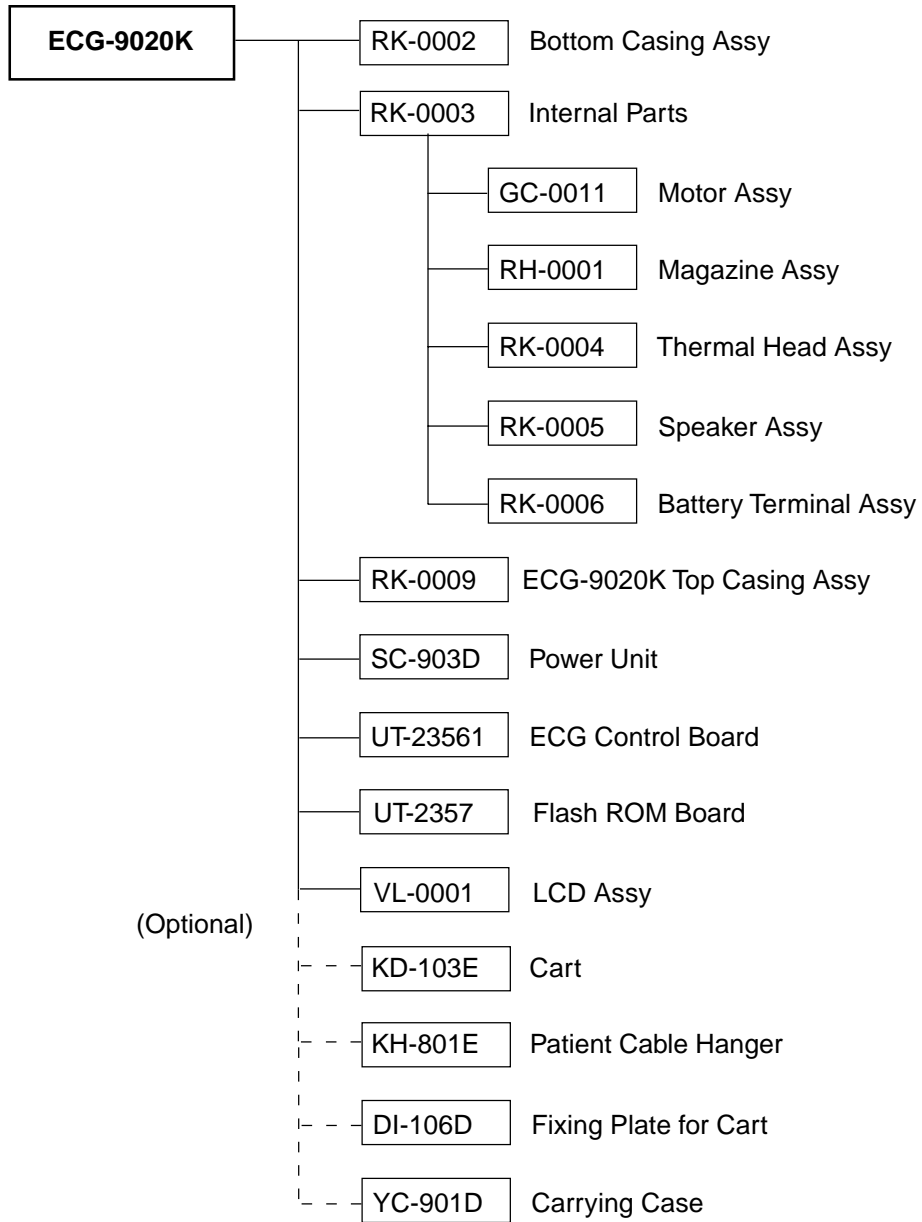 ECG-9020K
RK-0002 Bottom Casing Assy
RK-0003 Internal Parts
GC-0011 Motor Assy
RH-0001 Magazine Assy
RK-0004 Thermal Head Assy
RK-0005 Speaker Assy
RK-0006 Battery Terminal Assy
RK-0009 ECG-9020K Top Casing Assy
SC-903D Power Unit
UT-23561 ECG Control Board
UT-2357 Flash ROM Board
VL-0001 LCD Assy
(Optional)
KD-103E Cart
KH-801E Patient Cable Hanger
DI-106D Fixing Plate for Cart
YC-901D Carrying Case